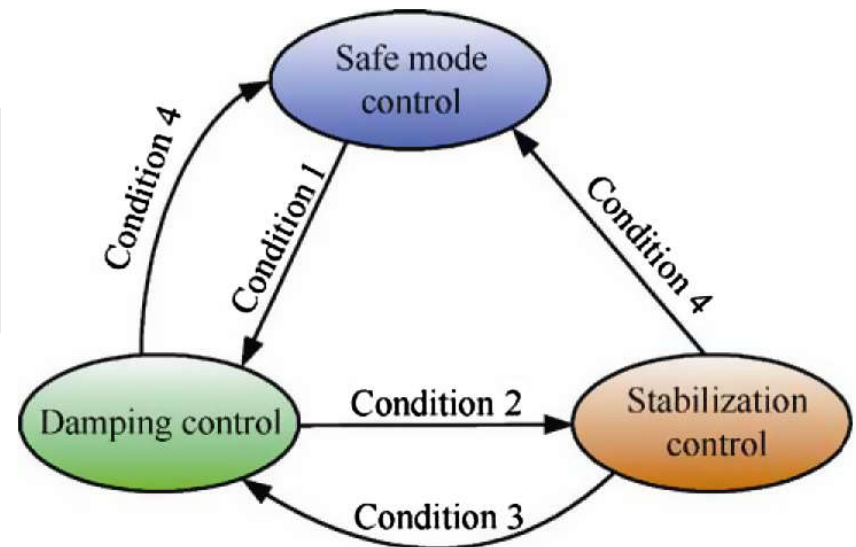 Safe mode
control
Condition 4
Condition 1
Condition 4
Damping control
Condition 2
Stabilization
control
Condition 3